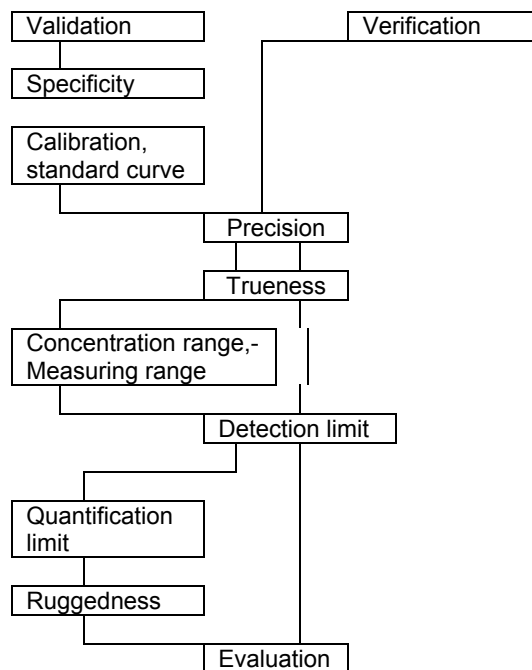 Validation
Verification
Specificity
Calibration,
standard curve
Precision
Trueness
Concentration range,-
Measuring range
Detection limit
Quantification
limit
Ruggedness
Evaluation